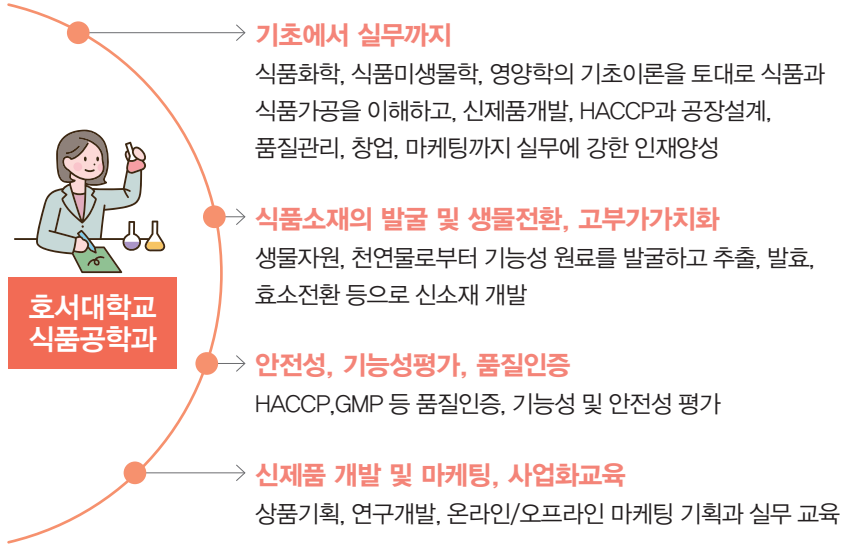 기초에서 실무까지
식품화학, 식품미생물학, 영양학의 기초이론을 토대로 식품과
식품가공을 이해하고, 신제품개발, HACCP과 공장설계,
품질관리, 창업, 마케팅까지 실무에 강한 인재양성
식품소재의 발굴 및 생물전환, 고부가가치화
생물자원, 천연물로부터 기능성 원료를 발굴하고 추출, 발효,
효소전환 등으로 신소재 개발
호서대학교
식품공학과
안전성, 기능성평가, 품질인증
HACCP,GMP 등 품질인증, 기능성 및 안전성 평가
신제품 개발 및 마케팅, 사업화교육
상품기획, 연구개발, 온라인/오프라인 마케팅 기획과 실무 교육